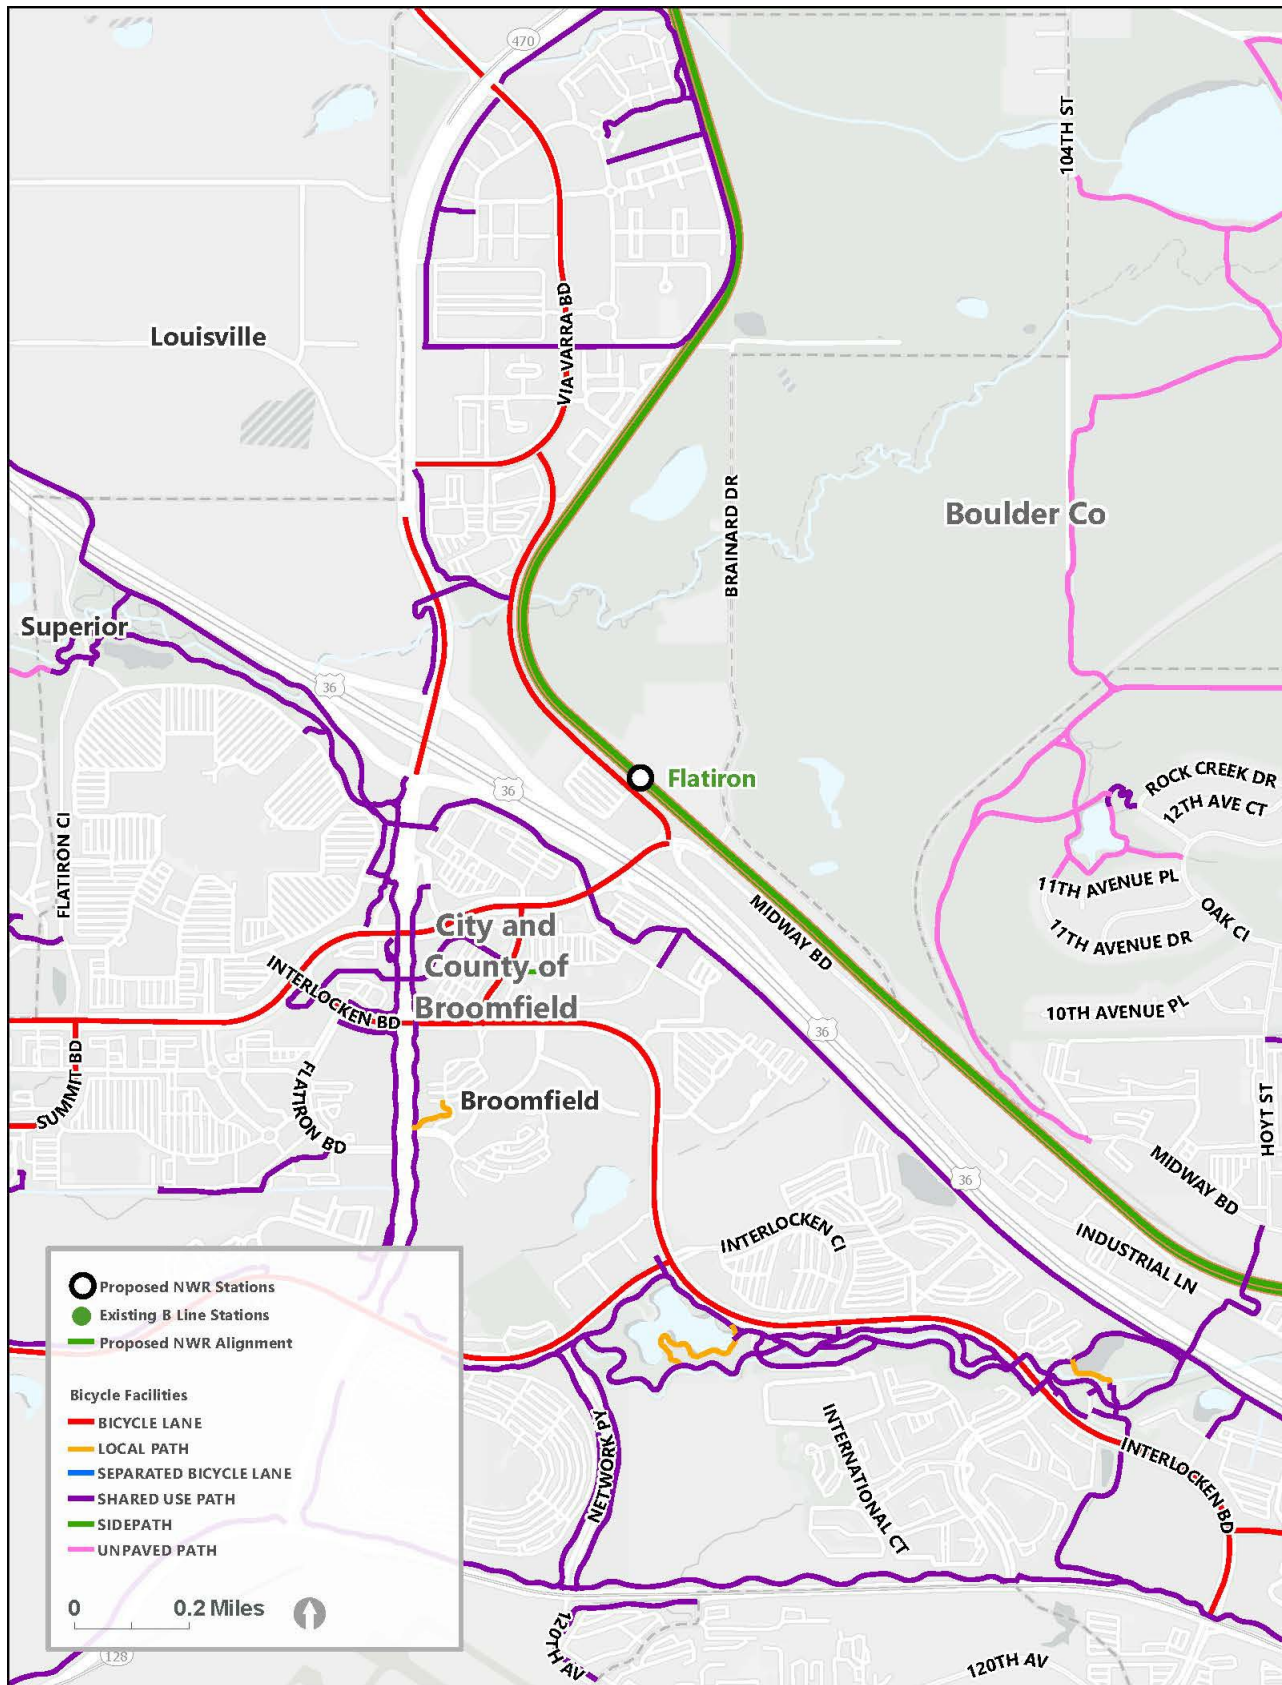 470
104TH ST
VIA VARRA BD
Louisville
BRAINARD DR
Boulder Co
Superior
36
36
Flatiron
ROCK CREEK DR
12TH AVE CT
FLATIRON CI
11TH AVENUE PL
OAK CI
11TH AVENUE DR
MIDWAY BD
City and
County of
Broomfield
INTERLOCKEN BD
10TH AVENUE PL
36
SUMMIT BD
FLATIRON BD
Broomfield
HOYT ST
MIDWAY BD
36
INTERLOCKEN CI
INDUSTRIAL LN
Proposed NWR Stations
Existing B Line Stations
Proposed NWR Alignment
Bicycle Facilities
BICYCLE LANE
LOCAL PATH
SEPARATED BICYCLE LANE
SHARED USE PATH
SIDEPATH
UNPAVED PATH
0 0.2 Miles
NETWORK PY
INTERNATIONAL CT
INTERLOCKEN BD
128
120TH AV
120TH AV